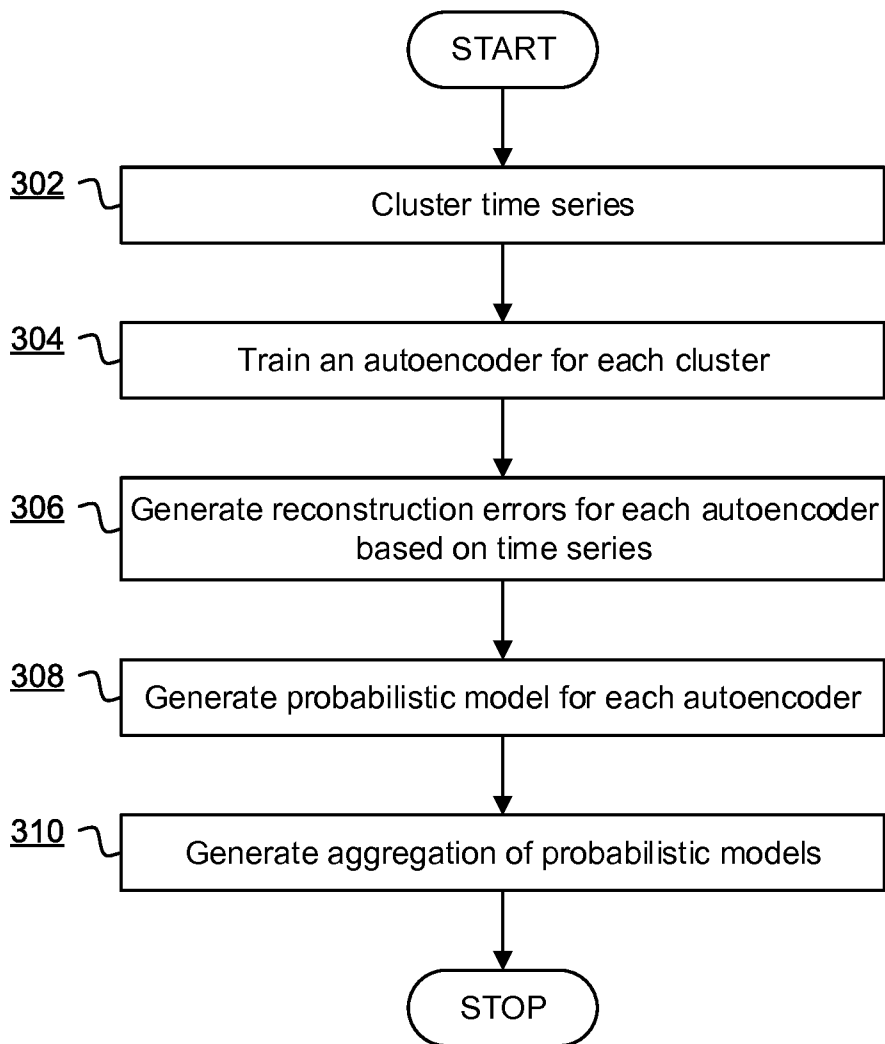 START
302
Cluster time series
304
Train an autoencoder for each cluster
306
Generate reconstruction errors for each autoencoder
based on time series
308
Generate probabilistic model for each autoencoder
310
Generate aggregation of probabilistic models
STOP